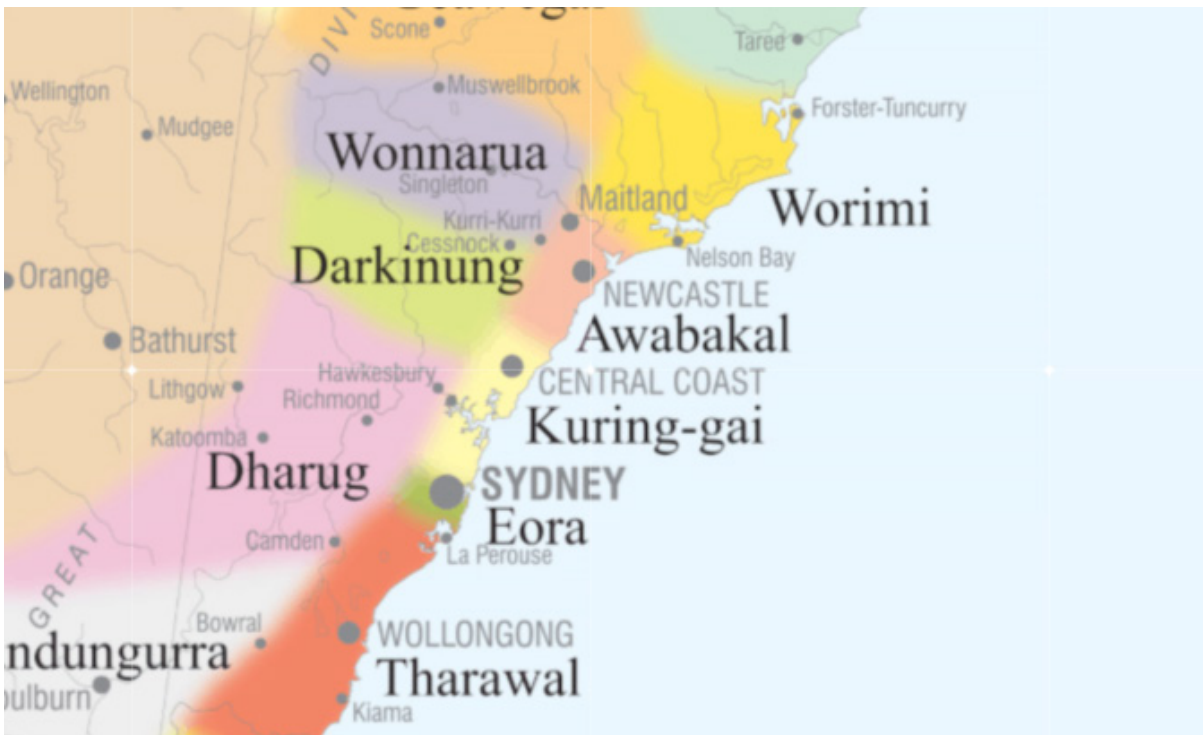 Scone
DIVI
Taree
Wellington
Muswellbrook
Mudgee
Forster-Tuncurry
Wonnarua
Singleton
Maitland
Worimi
Kurri-Kurri
Cessnock
Darkinung
Nelson Bay
Orange
NEWCASTLE
Awabakal
Bathurst
Hawkesbury
CENTRAL COAST
Lithgow
Richmond
Kuring-gai
Katoomba
Dharug
SYDNEY
Eora
Camden
La Perouse
GREAT
Bowral
WOLLONGONG
ndungurra
Tharawal
oulburn
Kiama